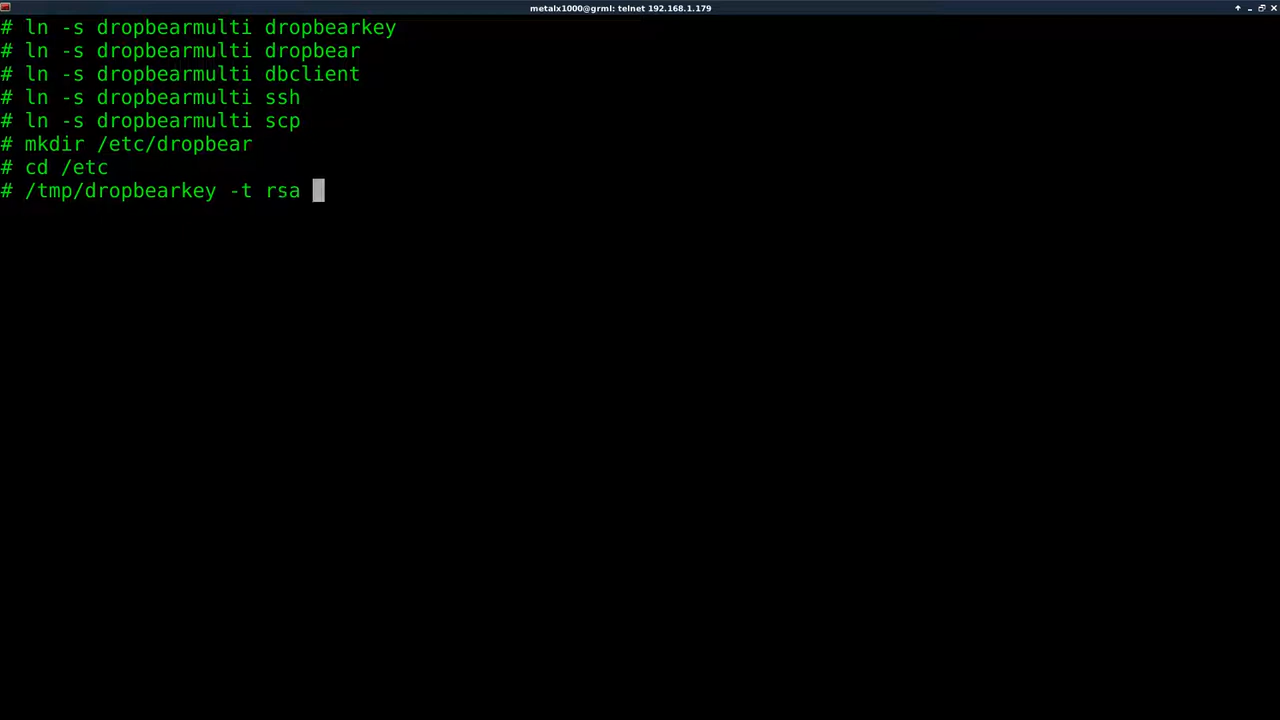 metalx1000@grml: telnet 192.168.1.179
# ln -s dropbearmulti dropbearkey
# ln -s dropbearmulti dropbear
# ln -s dropbearmulti dbclient
# ln -s dropbearmulti ssh
# ln -s dropbearmulti scp
# mkdir /etc/dropbear
# cd /etc
# /tmp/dropbearkey -t rsa